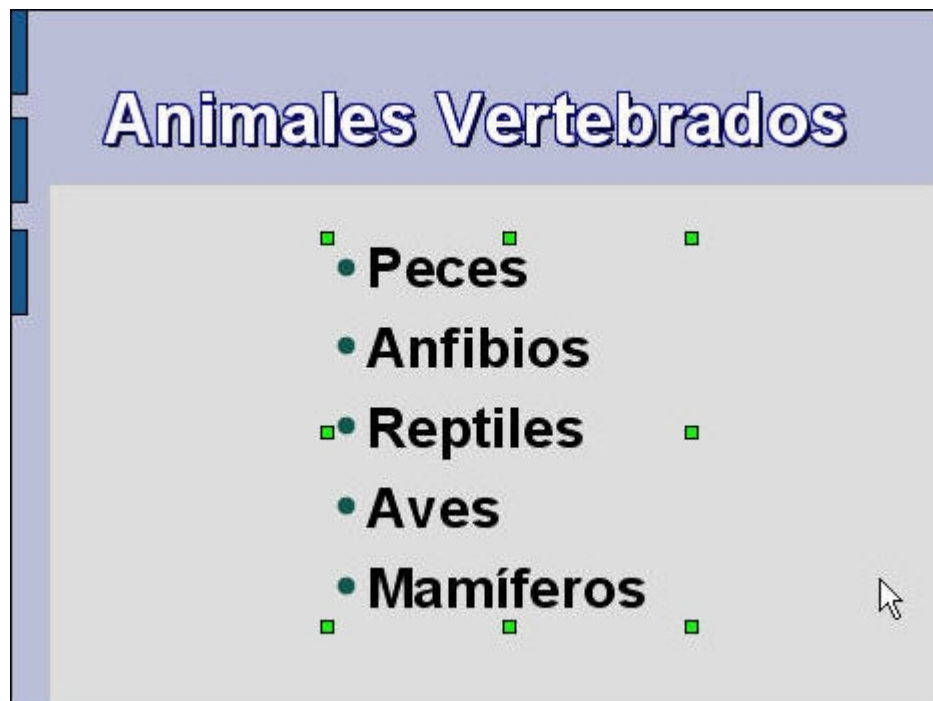 Animales Vertebrados
• Peces
• Anfibios
• Reptiles
• Aves
• Mamíferos